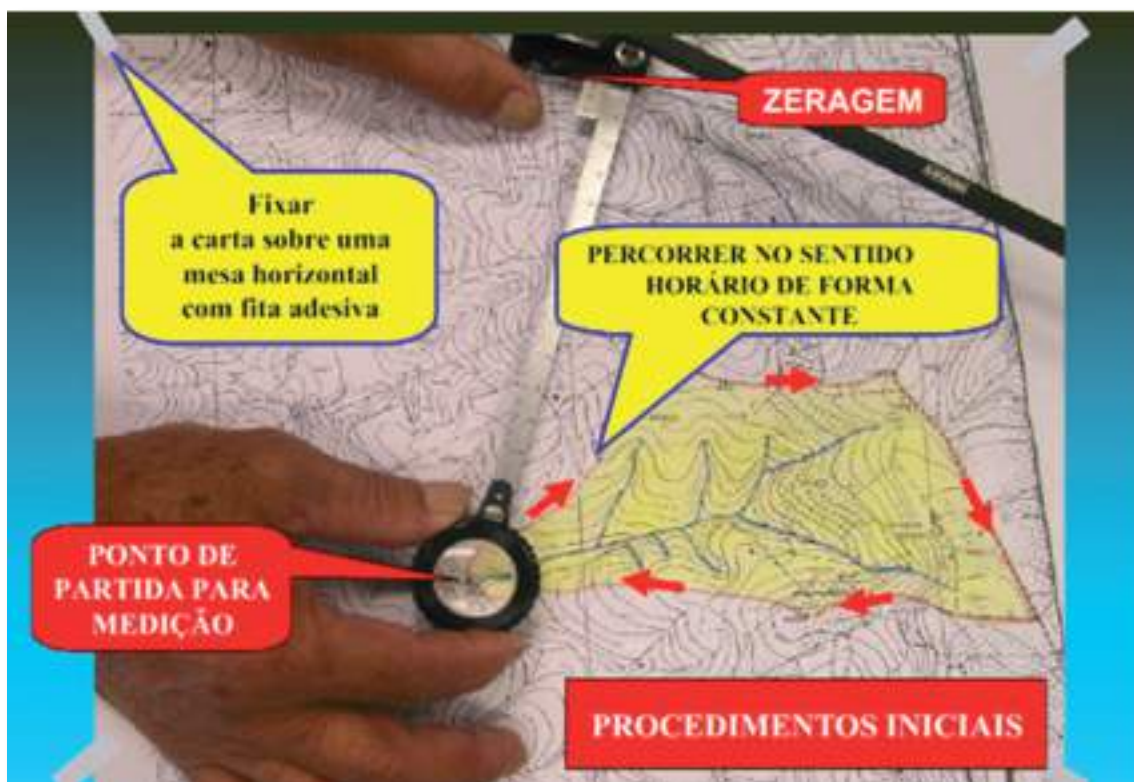 ZERAGEM
Fixar
a carta sobre uma
mesa horizontal
com fita adesiva
PERCORRER NO SENTIDO
HORÁRIO DE FORMA
CONSTANTE
PONTO DE
PARTIDA PARA
MEDIÇÃO
PROCEDIMENTOS INICIAIS